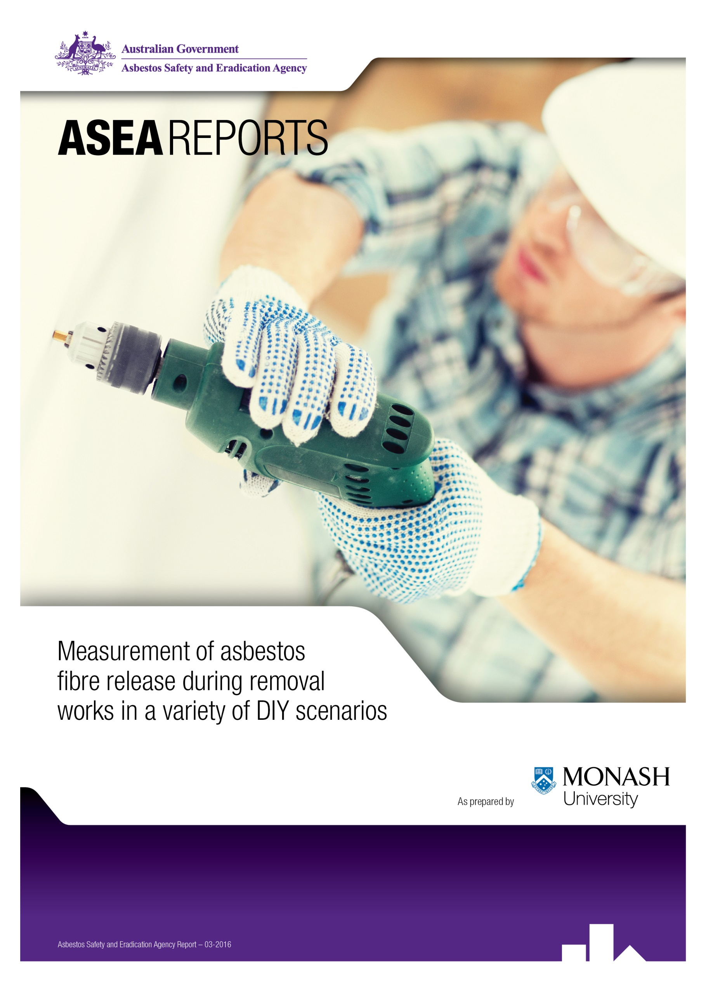 Australian Government
Asbestos Safety and Eradication Agency
AUSTRALIA
ASEA REPORTS
Measurement of asbestos
fibre release during removal
works in a variety of DIY scenarios
As prepared by
MONASH
University
Asbestos Safety and Eradication Agency Report – 03-2016